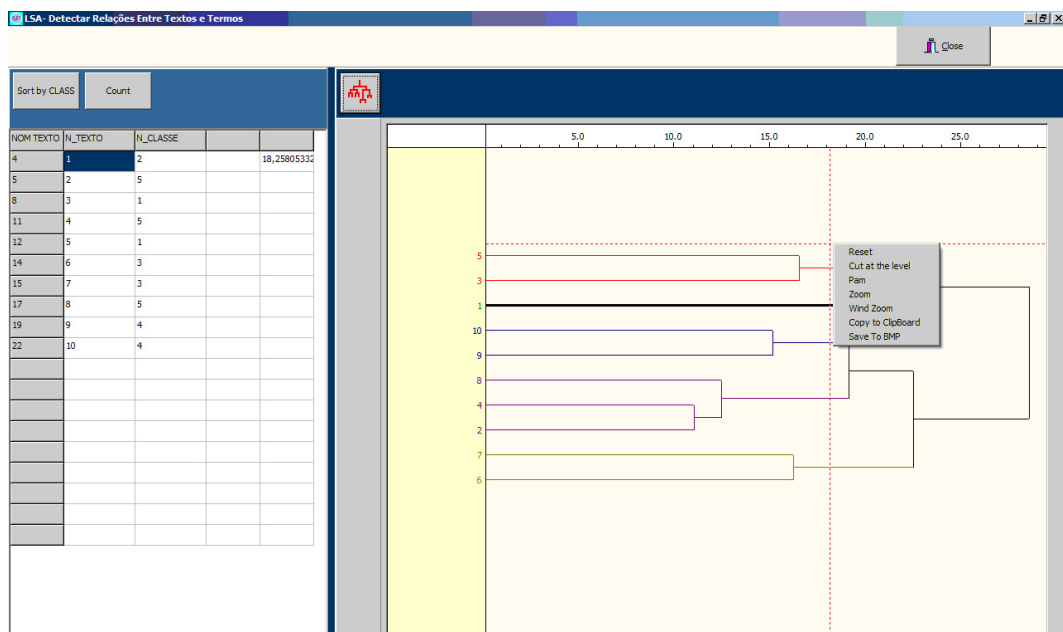 LSA- Detectar Relações Entre Textos e Termos
Close
Sort by CLASS
Count
NOM TEXTO N_TEXTO N_CLASSE
4 1 2 18,25805332
5 2 5
8 3 1
11 4 5
12 5 1
14 6 3
15 7 3
17 8 5
19 9 4
22 10 4
5.0 10.0 15.0 20.0 25.0
5
3
1
10
9
8
4
2
7
6
Reset
Cut at the level
Pam
Zoom
Wind Zoom
Copy to ClipBoard
Save To BMP